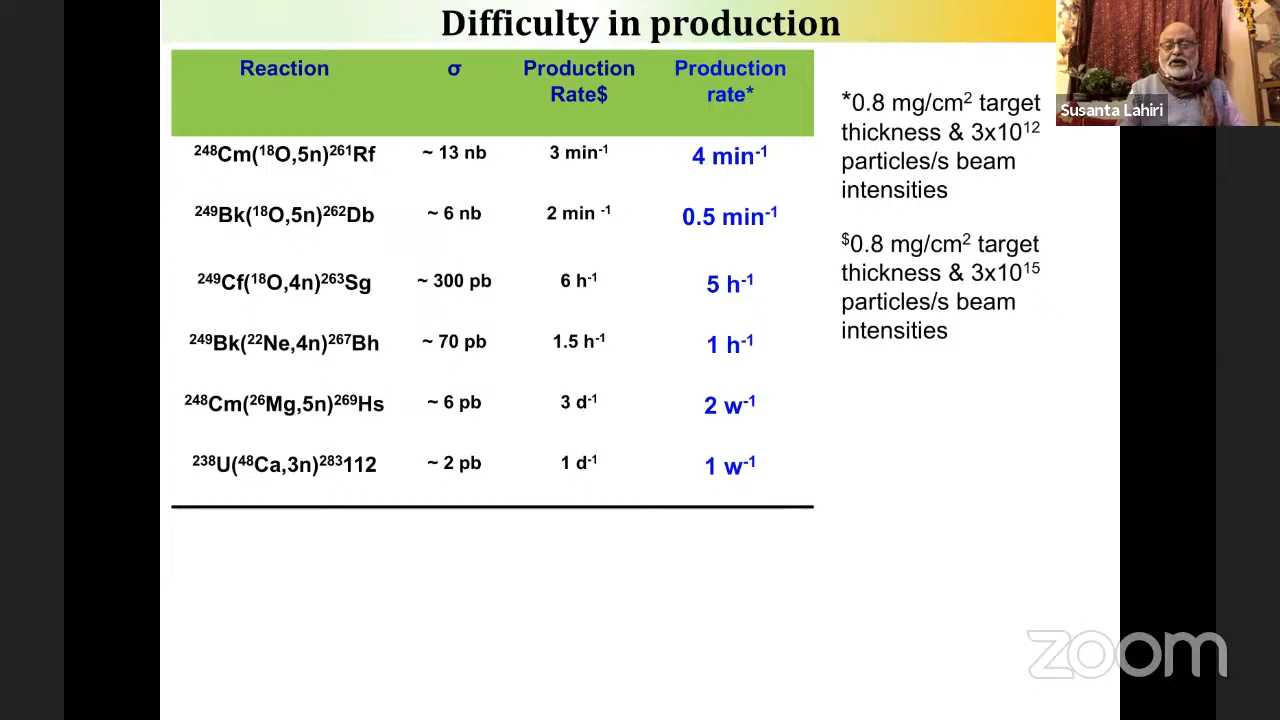 Difficulty in production
Reaction σ Production Rate$ Production rate*
²⁴⁸Cm(¹⁸O,5n)²⁶¹Rf ~ 13 nb 3 min⁻¹ 4 min⁻¹
²⁴⁹Bk(¹⁸O,5n)²⁶²Db ~ 6 nb 2 min ⁻¹ 0.5 min⁻¹
²⁴⁹Cf(¹⁸O,4n)²⁶³Sg ~ 300 pb 6 h⁻¹ 5 h⁻¹
²⁴⁹Bk(²²Ne,4n)²⁶⁷Bh ~ 70 pb 1.5 h⁻¹ 1 h⁻¹
²⁴⁸Cm(²⁶Mg,5n)²⁶⁹Hs ~ 6 pb 3 d⁻¹ 2 w⁻¹
²³⁸U(⁴⁸Ca,3n)²⁸³112 ~ 2 pb 1 d⁻¹ 1 w⁻¹
*0.8 mg/cm² target
thickness & 3x10¹²
particles/s beam
intensities
$0.8 mg/cm² target
thickness & 3x10¹⁵
particles/s beam
intensities
Susanta Lahiri
zoom